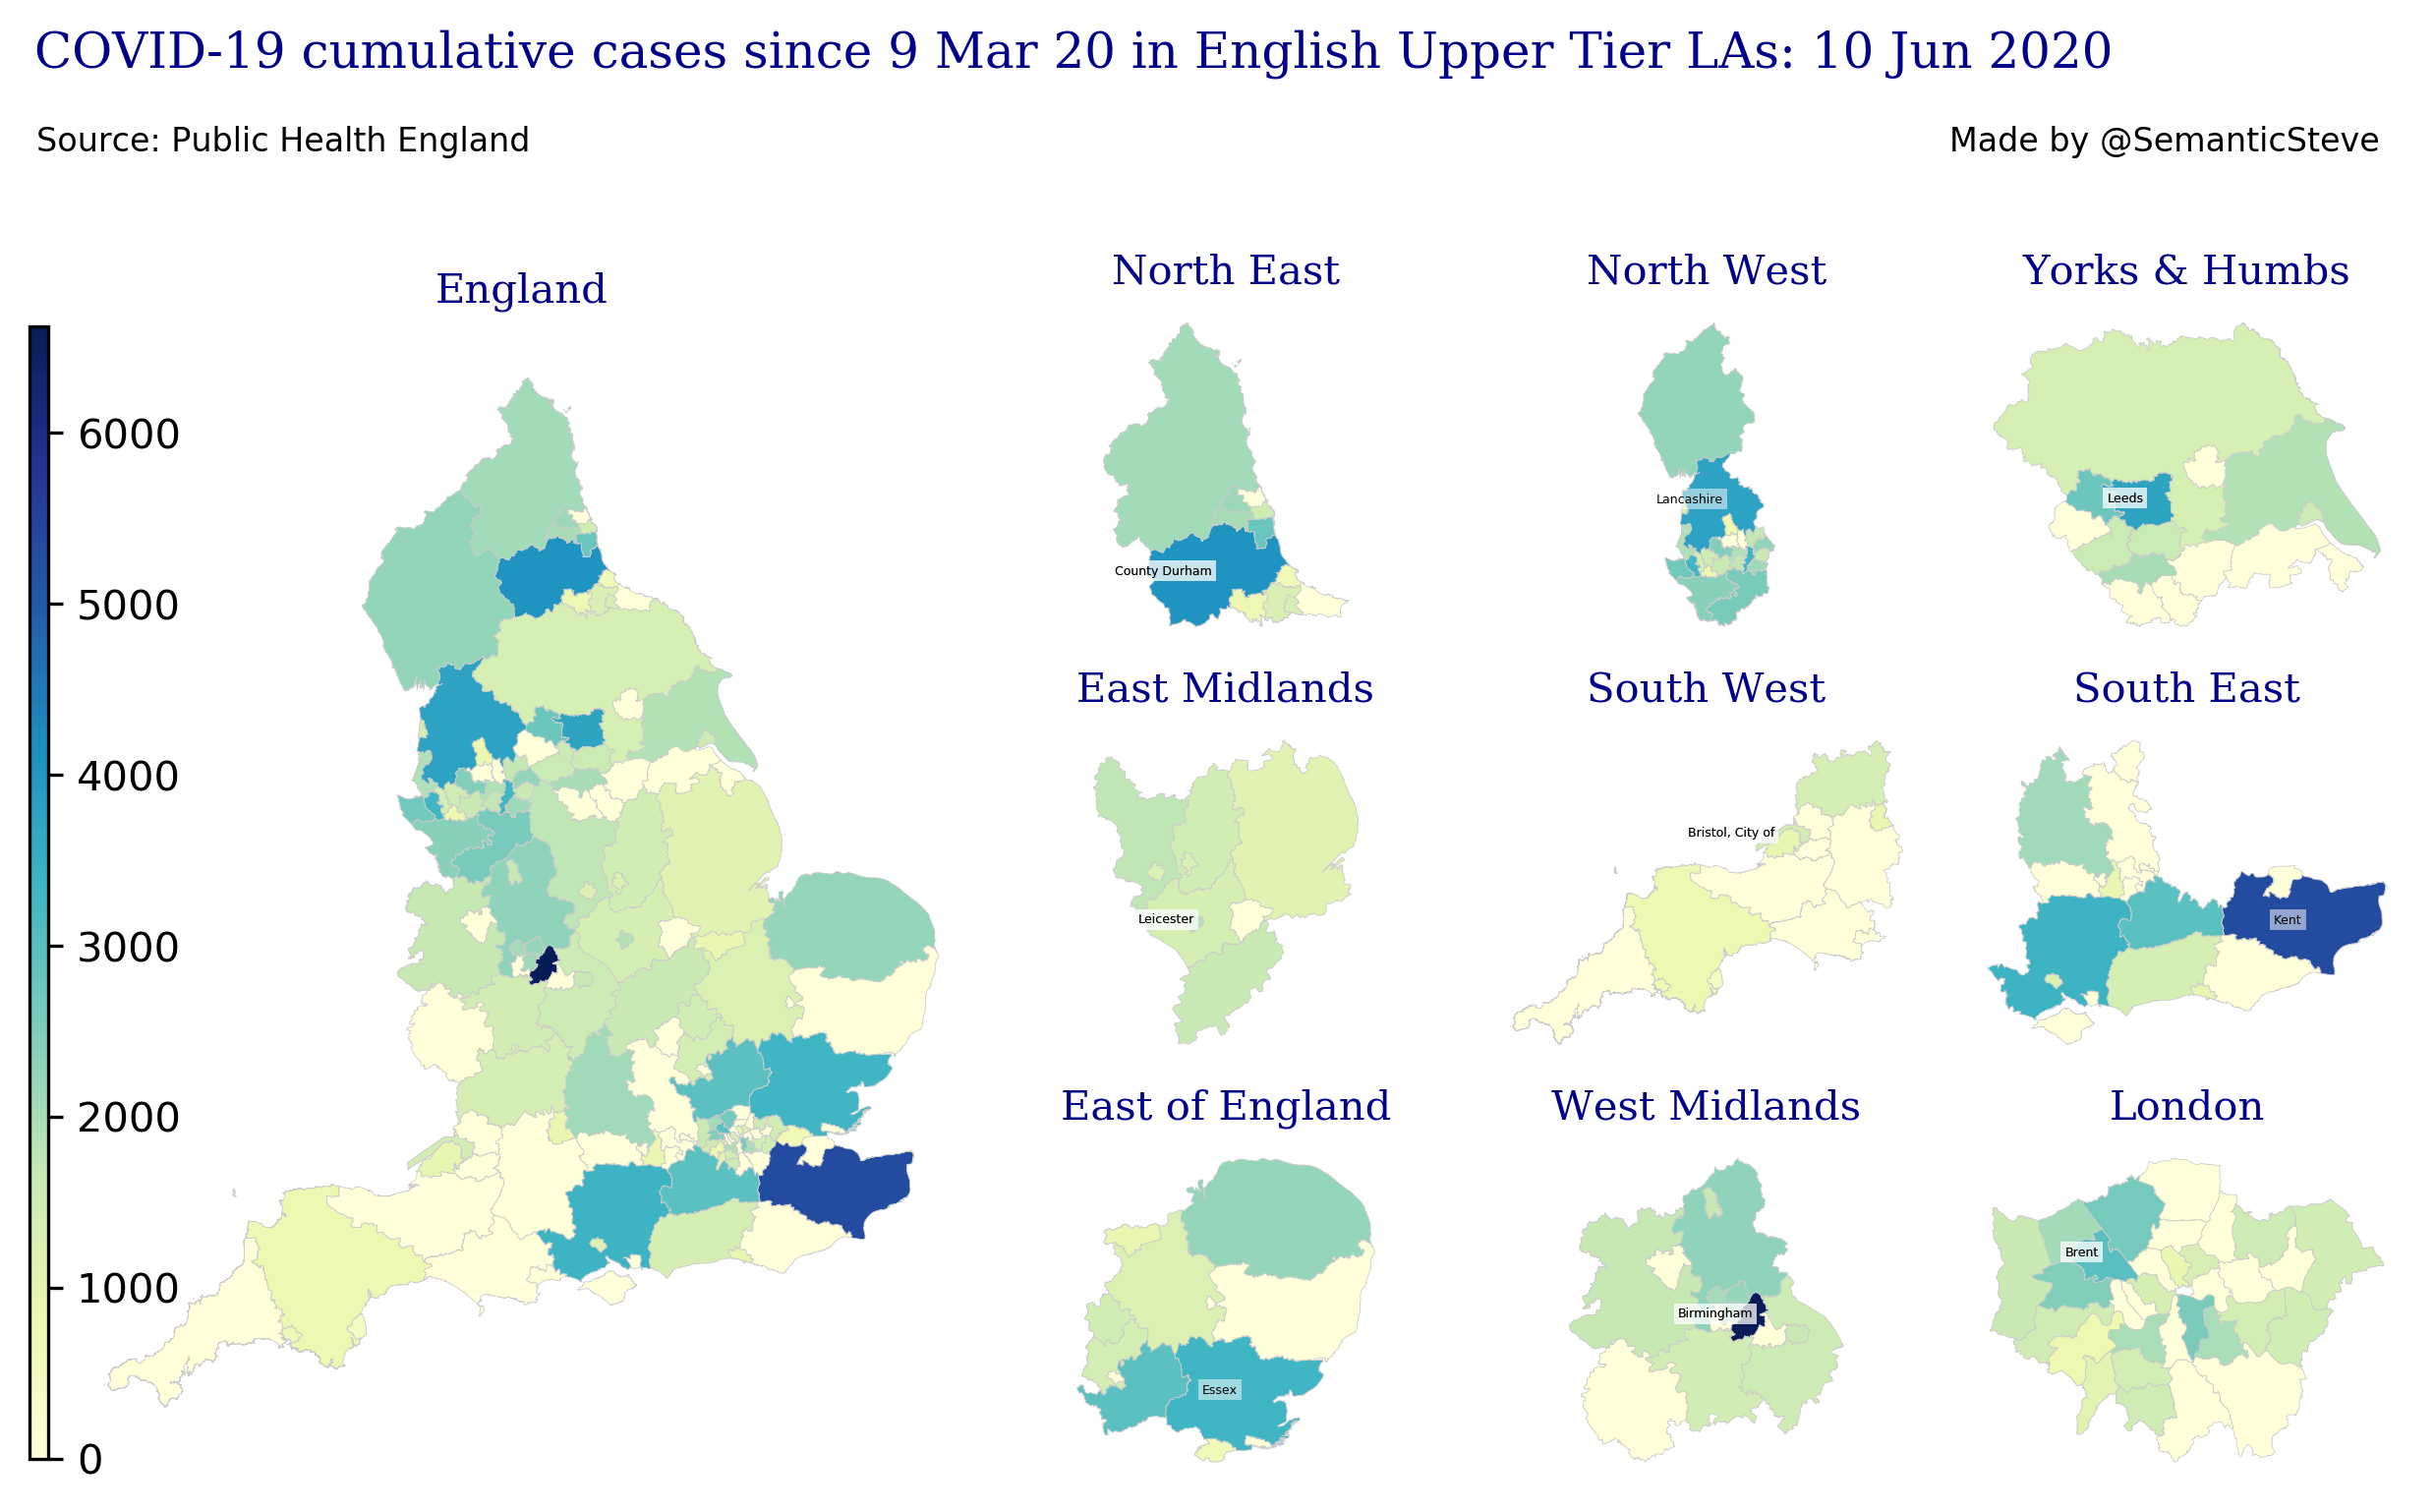 COVID-19 cumulative cases since 9 Mar 20 in English Upper Tier LAs: 10 Jun 2020
Source: Public Health England
Made by @SemanticSteve
England
6000
5000
4000
3000
2000
1000
0
North East
County Durham
North West
Lancashire
Yorks & Humbs
Leeds
East Midlands
Leicester
South West
Bristol, City of
South East
Kent
East of England
Essex
West Midlands
Birmingham
London
Brent